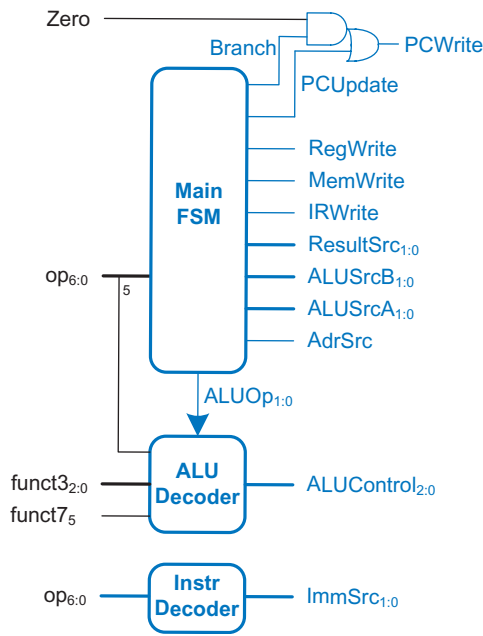 Zero
Branch
PCWrite
PCUpdate
RegWrite
MemWrite
Main
FSM
IRWrite
ResultSrc1:0
op6:0
5
ALUSrcB1:0
ALUSrcA1:0
AdrSrc
ALUOp1:0
ALU
Decoder
funct32:0
ALUControl2:0
funct75
Instr
Decoder
op6:0
ImmSrc1:0